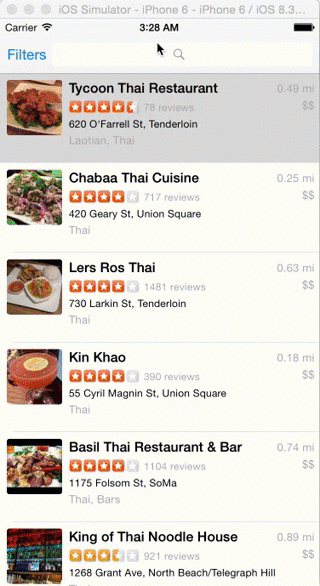 iOS Simulator - iPhone 6 - iPhone 6 / iOS 8.3...
Carrier 3:28 AM
Filters
Tycoon Thai Restaurant 0.49 mi
78 reviews $$
620 O'Farrell St, Tenderloin
Laotian, Thai
Chabaa Thai Cuisine 0.25 mi
717 reviews $$
420 Geary St, Union Square
Thai
Lers Ros Thai 0.63 mi
1481 reviews $$
730 Larkin St, Tenderloin
Thai
Kin Khao 0.18 mi
390 reviews $$
55 Cyril Magnin St, Union Square
Thai
Basil Thai Restaurant & Bar 0.74 mi
1104 reviews $$
1175 Folsom St, SoMa
Thai, Bars
King of Thai Noodle House 0.89 mi
921 reviews $$
1268 Grant Ave, North Beach/Telegraph Hill